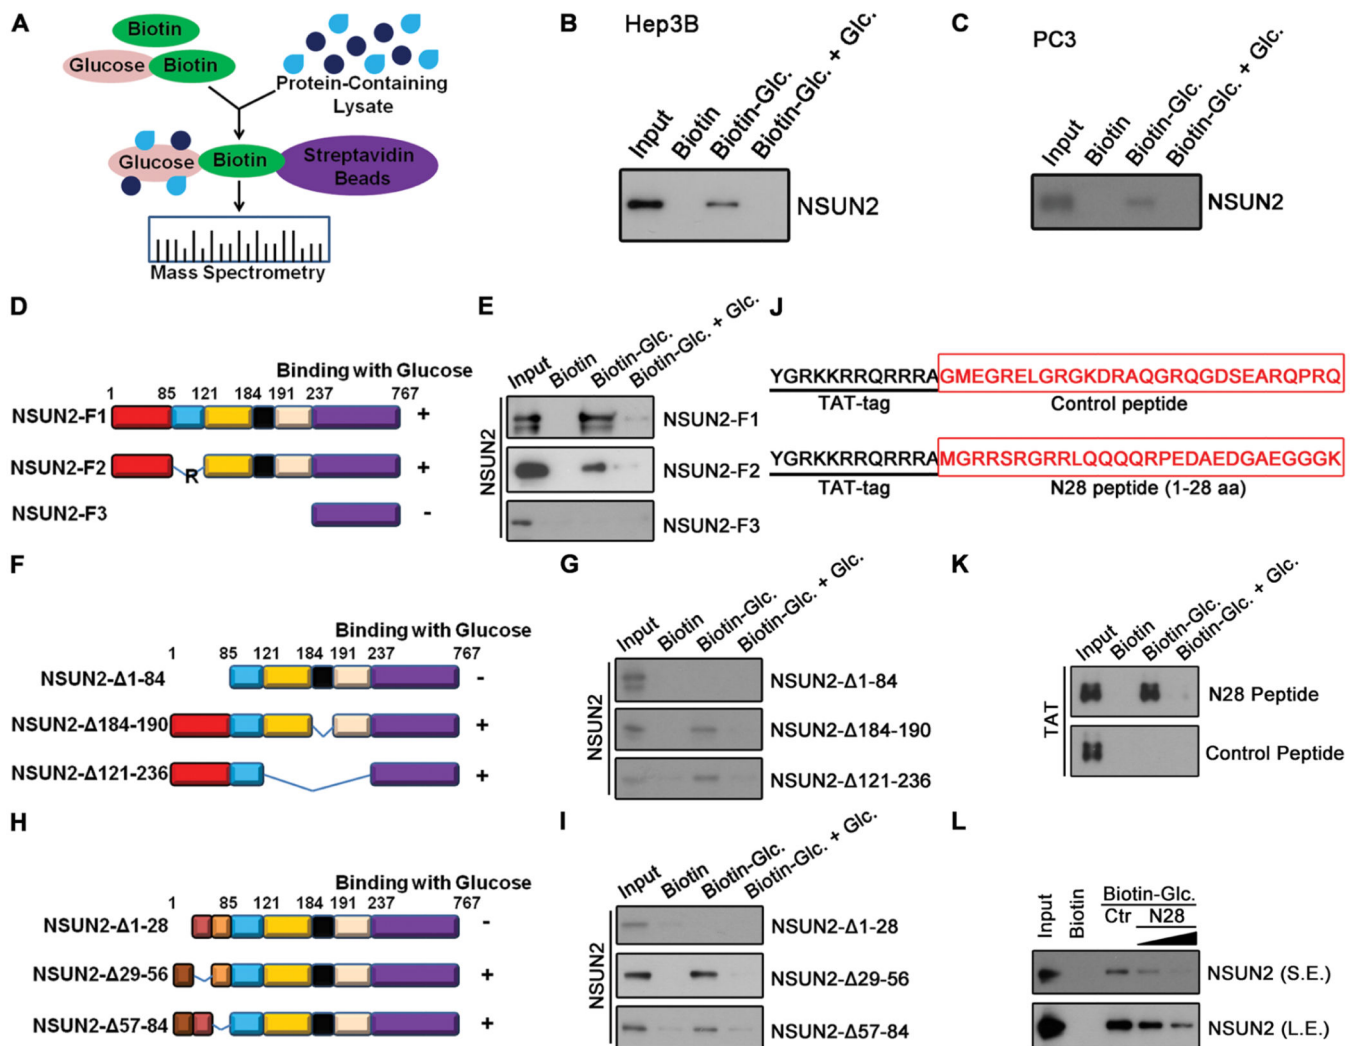 A
Biotin
Glucose Biotin
Protein-Containing
Lysate
Glucose Biotin Streptavidin
Beads
Mass Spectrometry
B
Hep3B
Input
Biotin
Biotin-Glc.
Biotin-Glc. + Glc.
NSUN2
C
PC3
Input
Biotin
Biotin-Glc.
Biotin-Glc. + Glc.
NSUN2
D
Binding with Glucose
1 85 121 184 191 237 767
NSUN2-F1 +
NSUN2-F2 R +
NSUN2-F3 -
E
Input
Biotin
Biotin-Glc.
Biotin-Glc. + Glc.
NSUN2
NSUN2-F1
NSUN2-F2
NSUN2-F3
J
YGRKKRRQRRRAGMEGRELGRGKDRAQGRQGDSEARQPRQ
TAT-tag Control peptide
YGRKKRRQRRRAMGRRSRGRRLQQQQRPEDAEDGAEGGGK
TAT-tag N28 peptide (1-28 aa)
F
Binding with Glucose
1 85 121 184 191 237 767
NSUN2-Δ1-84 -
NSUN2-Δ184-190 +
NSUN2-Δ121-236 +
G
Input
Biotin
Biotin-Glc.
Biotin-Glc. + Glc.
NSUN2
NSUN2-Δ1-84
NSUN2-Δ184-190
NSUN2-Δ121-236
K
Input
Biotin
Biotin-Glc.
Biotin-Glc. + Glc.
TAT
N28 Peptide
Control Peptide
H
Binding with Glucose
1 85 121 184 191 237 767
NSUN2-Δ1-28 -
NSUN2-Δ29-56 +
NSUN2-Δ57-84 +
I
Input
Biotin
Biotin-Glc.
Biotin-Glc. + Glc.
NSUN2
NSUN2-Δ1-28
NSUN2-Δ29-56
NSUN2-Δ57-84
L
Input
Biotin
Biotin-Glc.
Ctr N28
NSUN2 (S.E.)
NSUN2 (L.E.)